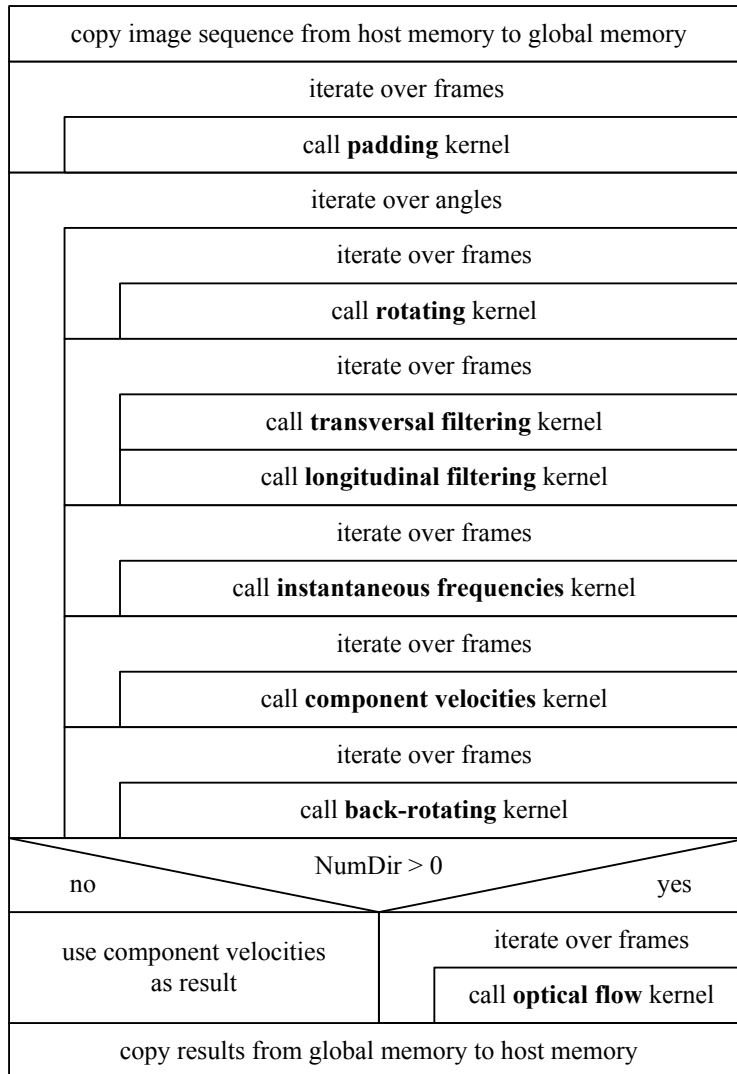 copy image sequence from host memory to global memory
iterate over frames
call padding kernel
iterate over angles
iterate over frames
call rotating kernel
iterate over frames
call transversal filtering kernel
call longitudinal filtering kernel
iterate over frames
call instantaneous frequencies kernel
iterate over frames
call component velocities kernel
iterate over frames
call back-rotating kernel
NumDir > 0
no
yes
use component velocities
as result
iterate over frames
call optical flow kernel
copy results from global memory to host memory